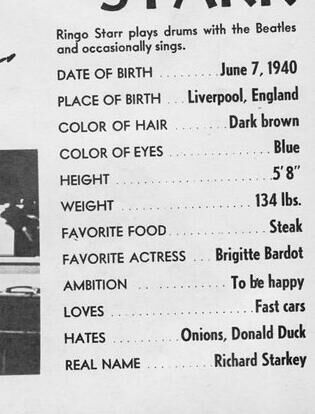 STARR
Ringo Starr plays drums with the Beatles
and occasionally sings.
DATE OF BIRTH ......... June 7, 1940
PLACE OF BIRTH ... Liverpool, England
COLOR OF HAIR ......... Dark brown
COLOR OF EYES ................ Blue
HEIGHT ....................... 5'8"
WEIGHT .................... 134 lbs.
FAVORITE FOOD ............... Steak
FAVORITE ACTRESS ... Brigitte Bardot
AMBITION ............ To be happy
LOVES .................... Fast cars
HATES .......... Onions, Donald Duck
REAL NAME .......... Richard Starkey